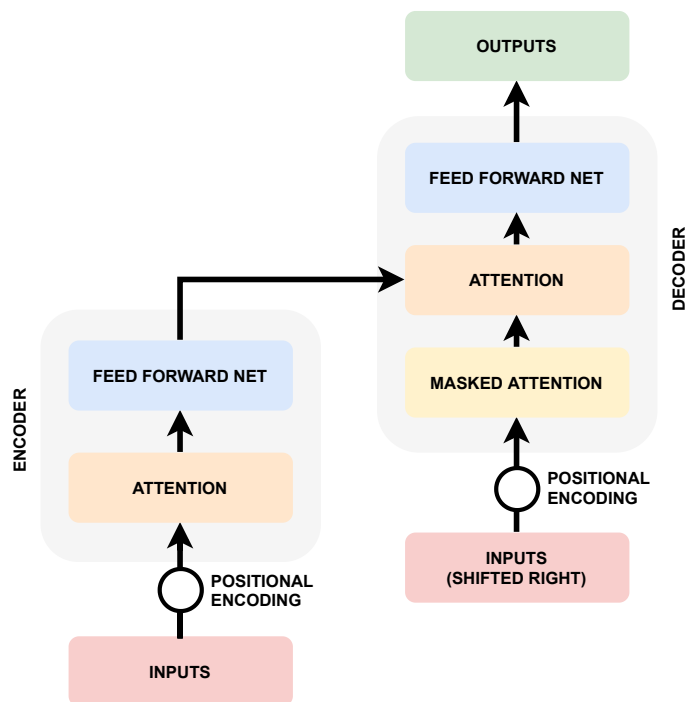 OUTPUTS
FEED FORWARD NET
ATTENTION
MASKED ATTENTION
DECODER
POSITIONAL
ENCODING
INPUTS
(SHIFTED RIGHT)
FEED FORWARD NET
ATTENTION
ENCODER
POSITIONAL
ENCODING
INPUTS